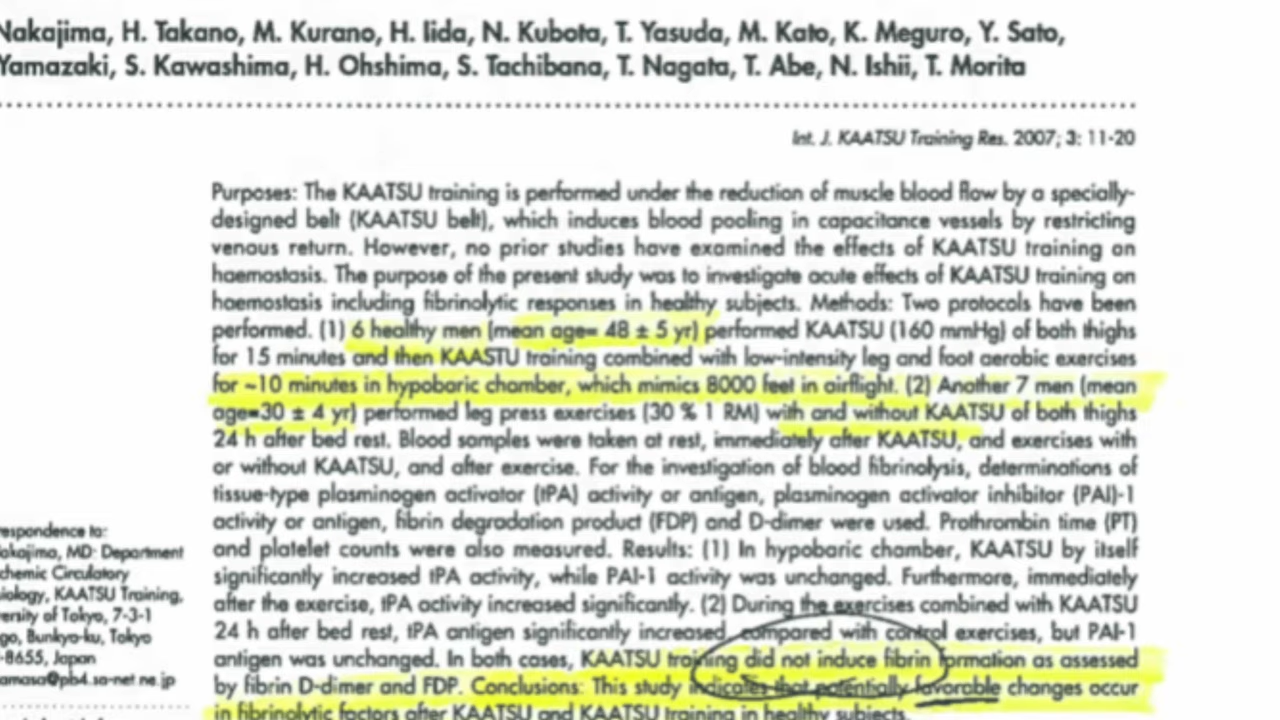 Nakajima, H. Takano, M. Kurano, H. Iida, N. Kubota, T. Yasuda, M. Kato, K. Meguro, Y. Sato,
Yamazaki, S. Kawashima, H. Ohshima, S. Tachibana, T. Nagata, T. Abe, N. Ishii, T. Morita
Int. J. KAATSU Training Res. 2007; 3: 11-20
Purposes: The KAATSU training is performed under the reduction of muscle blood flow by a specially-
designed belt (KAATSU belt), which induces blood pooling in capacitance vessels by restricting
venous return. However, no prior studies have examined the effects of KAATSU training on
haemostasis. The purpose of the present study was to investigate acute effects of KAATSU training on
haemostasis including fibrinolytic responses in healthy subjects. Methods: Two protocols have been
performed. (1) 6 healthy men (mean age= 48 ± 5 yr) performed KAATSU (160 mmHg) of both thighs
for 15 minutes and then KAASTU training combined with low-intensity leg and foot aerobic exercises
for ~10 minutes in hypobaric chamber, which mimics 8000 feet in airflight. (2) Another 7 men (mean
age=30 ± 4 yr) performed leg press exercises (30 % 1 RM) with and without KAATSU of both thighs
24 h after bed rest. Blood samples were taken at rest, immediately after KAATSU, and exercises with
or without KAATSU, and after exercise. For the investigation of blood fibrinolysis, determinations of
tissue-type plasminogen activator (tPA) activity or antigen, plasminogen activator inhibitor (PAI)-1
activity or antigen, fibrin degradation product (FDP) and D-dimer were used. Prothrombin time (PT)
and platelet counts were also measured. Results: (1) In hypobaric chamber, KAATSU by itself
significantly increased tPA activity, while PAI-1 activity was unchanged. Furthermore, immediately
after the exercise, tPA activity increased significantly. (2) During the exercises combined with KAATSU
24 h after bed rest, tPA antigen significantly increased compared with control exercises, but PAI-1
antigen was unchanged. In both cases, KAATSU training did not induce fibrin formation as assessed
by fibrin D-dimer and FDP. Conclusions: This study indicates that potentially favorable changes occur
in fibrinolytic factors after KAATSU and KAATSU training in healthy subjects.
respondence to:
akajima, MD: Department
chemic Circulatory
iology, KAATSU Training,
versity of Tokyo, 7-3-1
go, Bunkyo-ku, Tokyo
-8655, Japan
amasa@pb4.so-net.ne.jp